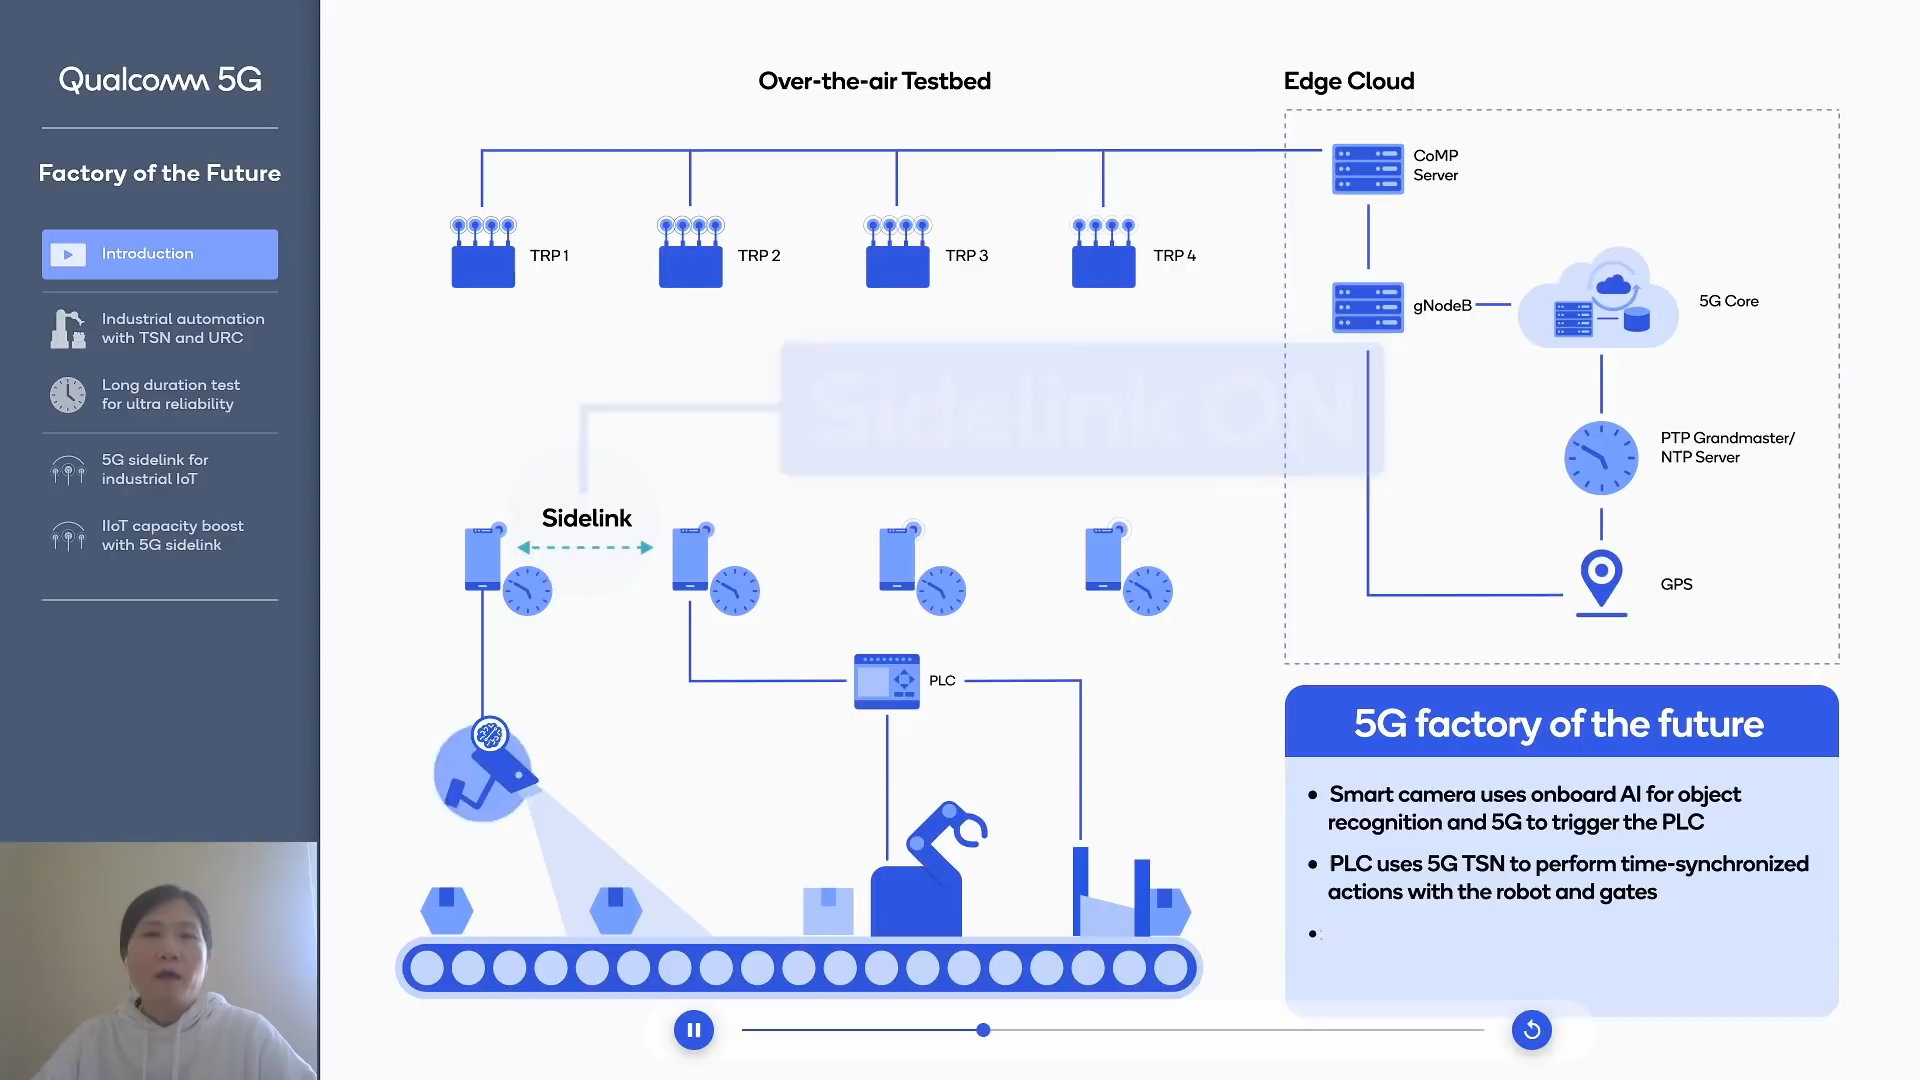 Qualcomm 5G
Factory of the Future
Introduction
Industrial automation
with TSN and URC
Long duration test
for ultra reliability
5G sidelink for
industrial IoT
IIoT capacity boost
with 5G sidelink
Over-the-air Testbed
Edge Cloud
CoMP
Server
TRP 1
TRP 2
TRP 3
TRP 4
gNodeB
5G Core
Sidelink ON
PTP Grandmaster/
NTP Server
Sidelink
GPS
PLC
5G factory of the future
• Smart camera uses onboard AI for object
recognition and 5G to trigger the PLC
• PLC uses 5G TSN to perform time-synchronized
actions with the robot and gates
•